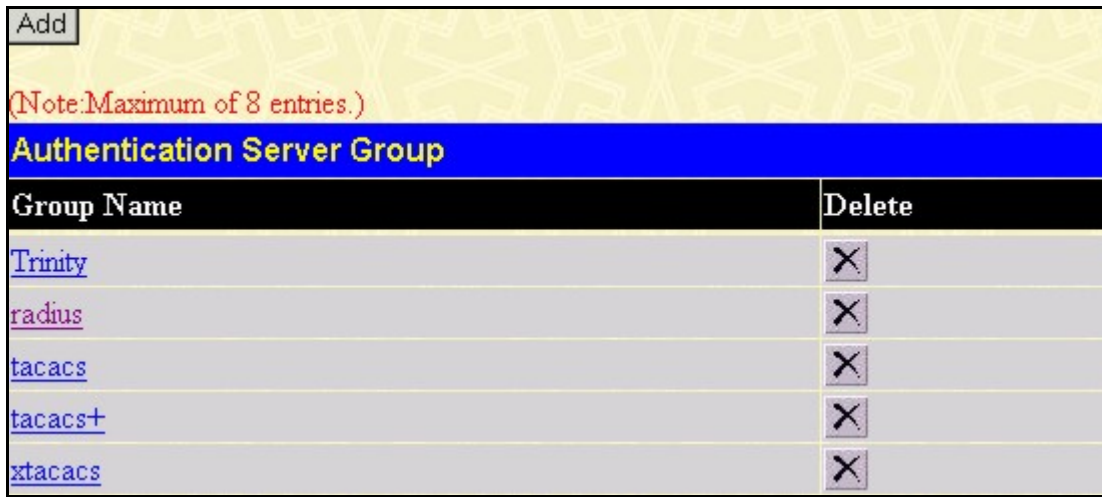 Add
(Note:Maximum of 8 entries.)
Authentication Server Group
Group Name Delete
Trinity
radius
tacacs
tacacs+
xtacacs